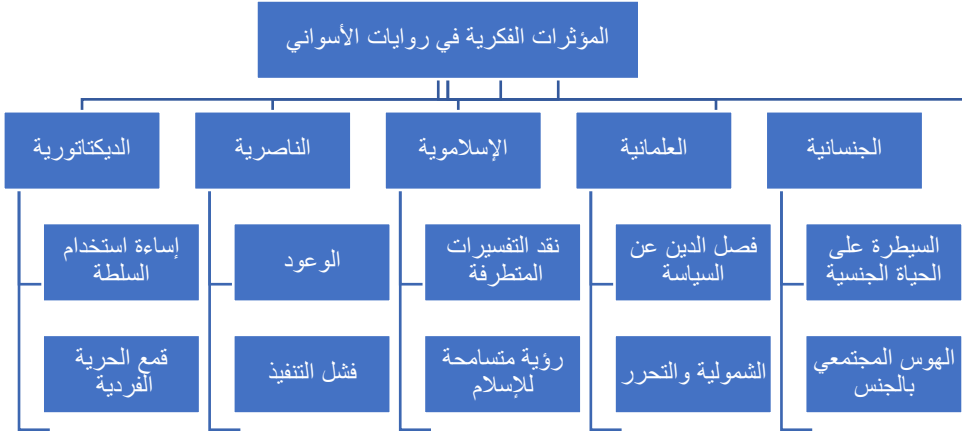 المؤثرات الفكرية في روايات الأسواني
الجنسانية
العلمانية
الإسلاموية
الناصرية
الديكتاتورية
السيطرة على
الحياة الجنسية
فصل الدين عن
السياسة
نقد التفسيرات
المتطرفة
الوعود
إساءة استخدام
السلطة
الهوس المجتمعي
بالجنس
الشمولية والتحرر
رؤية متسامحة
للإسلام
فشل التنفيذ
قمع الحرية
الفردية